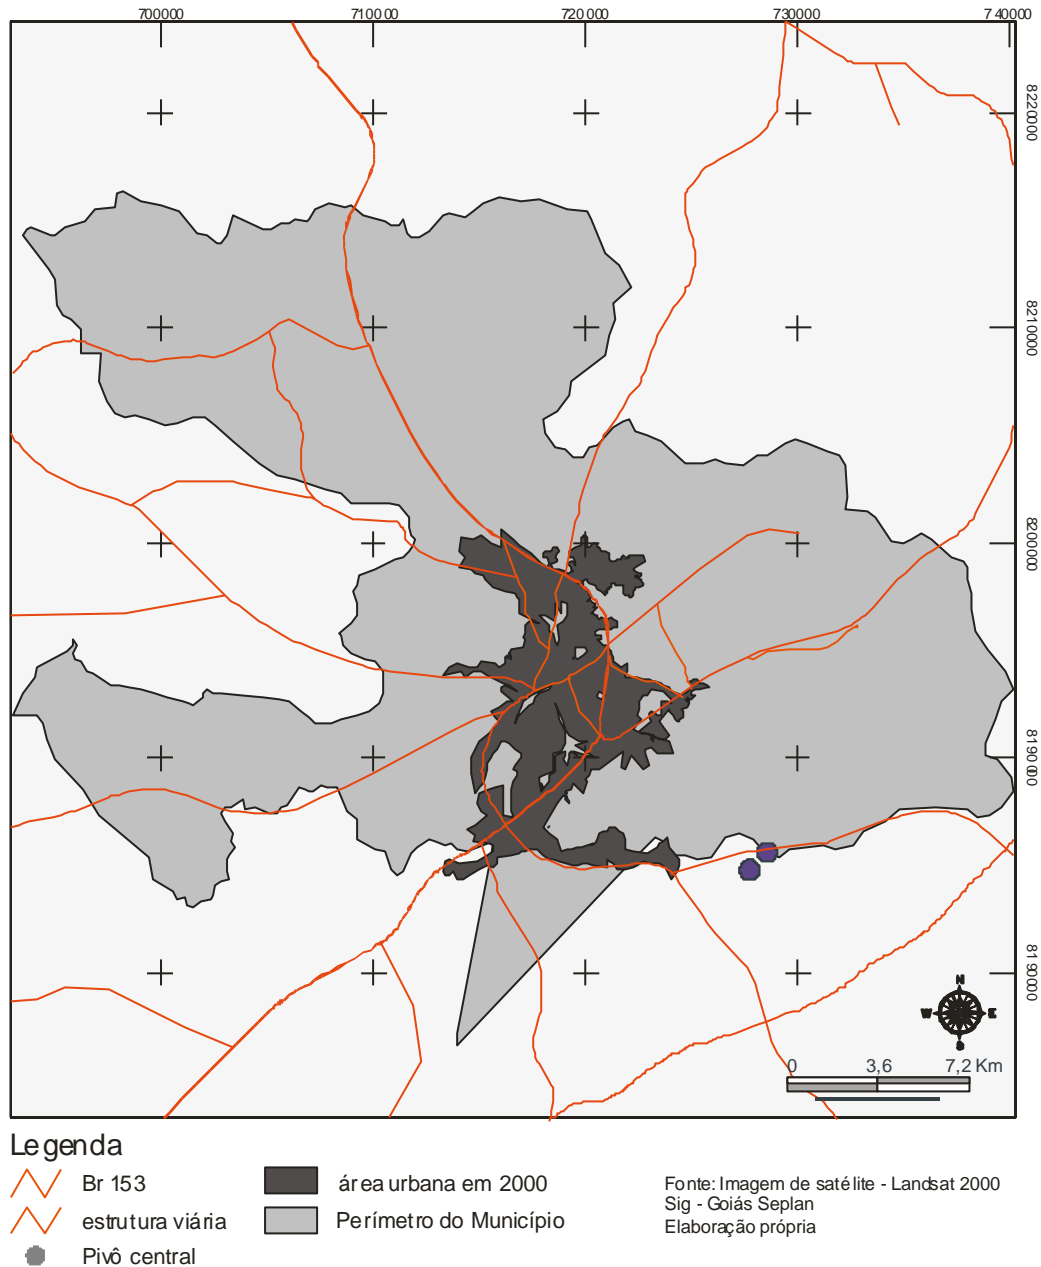 700000 710000 720000 730000 740000
8220000
8210000
8200000
8190000
8190000
N
W E
S
0 3,6 7,2 Km
Legenda
Br 153
estrutura viária
Pivô central
área urbana em 2000
Perímetro do Município
Fonte: Imagem de satélite - Landsat 2000
Sig - Goiás Seplan
Elaboração própria